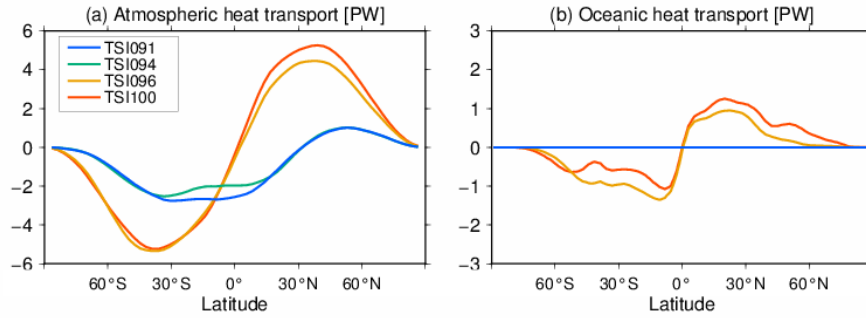 (a) Atmospheric heat transport [PW]
6
4
2
0
−2
−4
−6
TSI091
TSI094
TSI096
TSI100
60°S 30°S 0° 30°N 60°N
Latitude
(b) Oceanic heat transport [PW]
3
2
1
0
−1
−2
−3
60°S 30°S 0° 30°N 60°N
Latitude